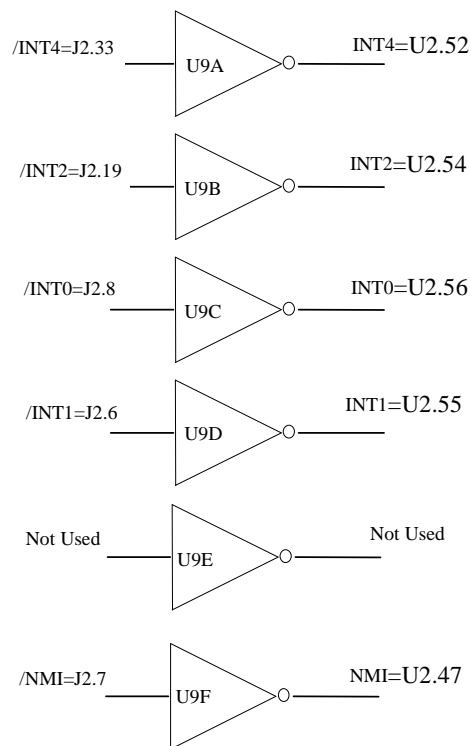 /INT4=J2.33
U9A
INT4=U2.52
/INT2=J2.19
U9B
INT2=U2.54
/INT0=J2.8
U9C
INT0=U2.56
/INT1=J2.6
U9D
INT1=U2.55
Not Used
U9E
Not Used
/NMI=J2.7
U9F
NMI=U2.47